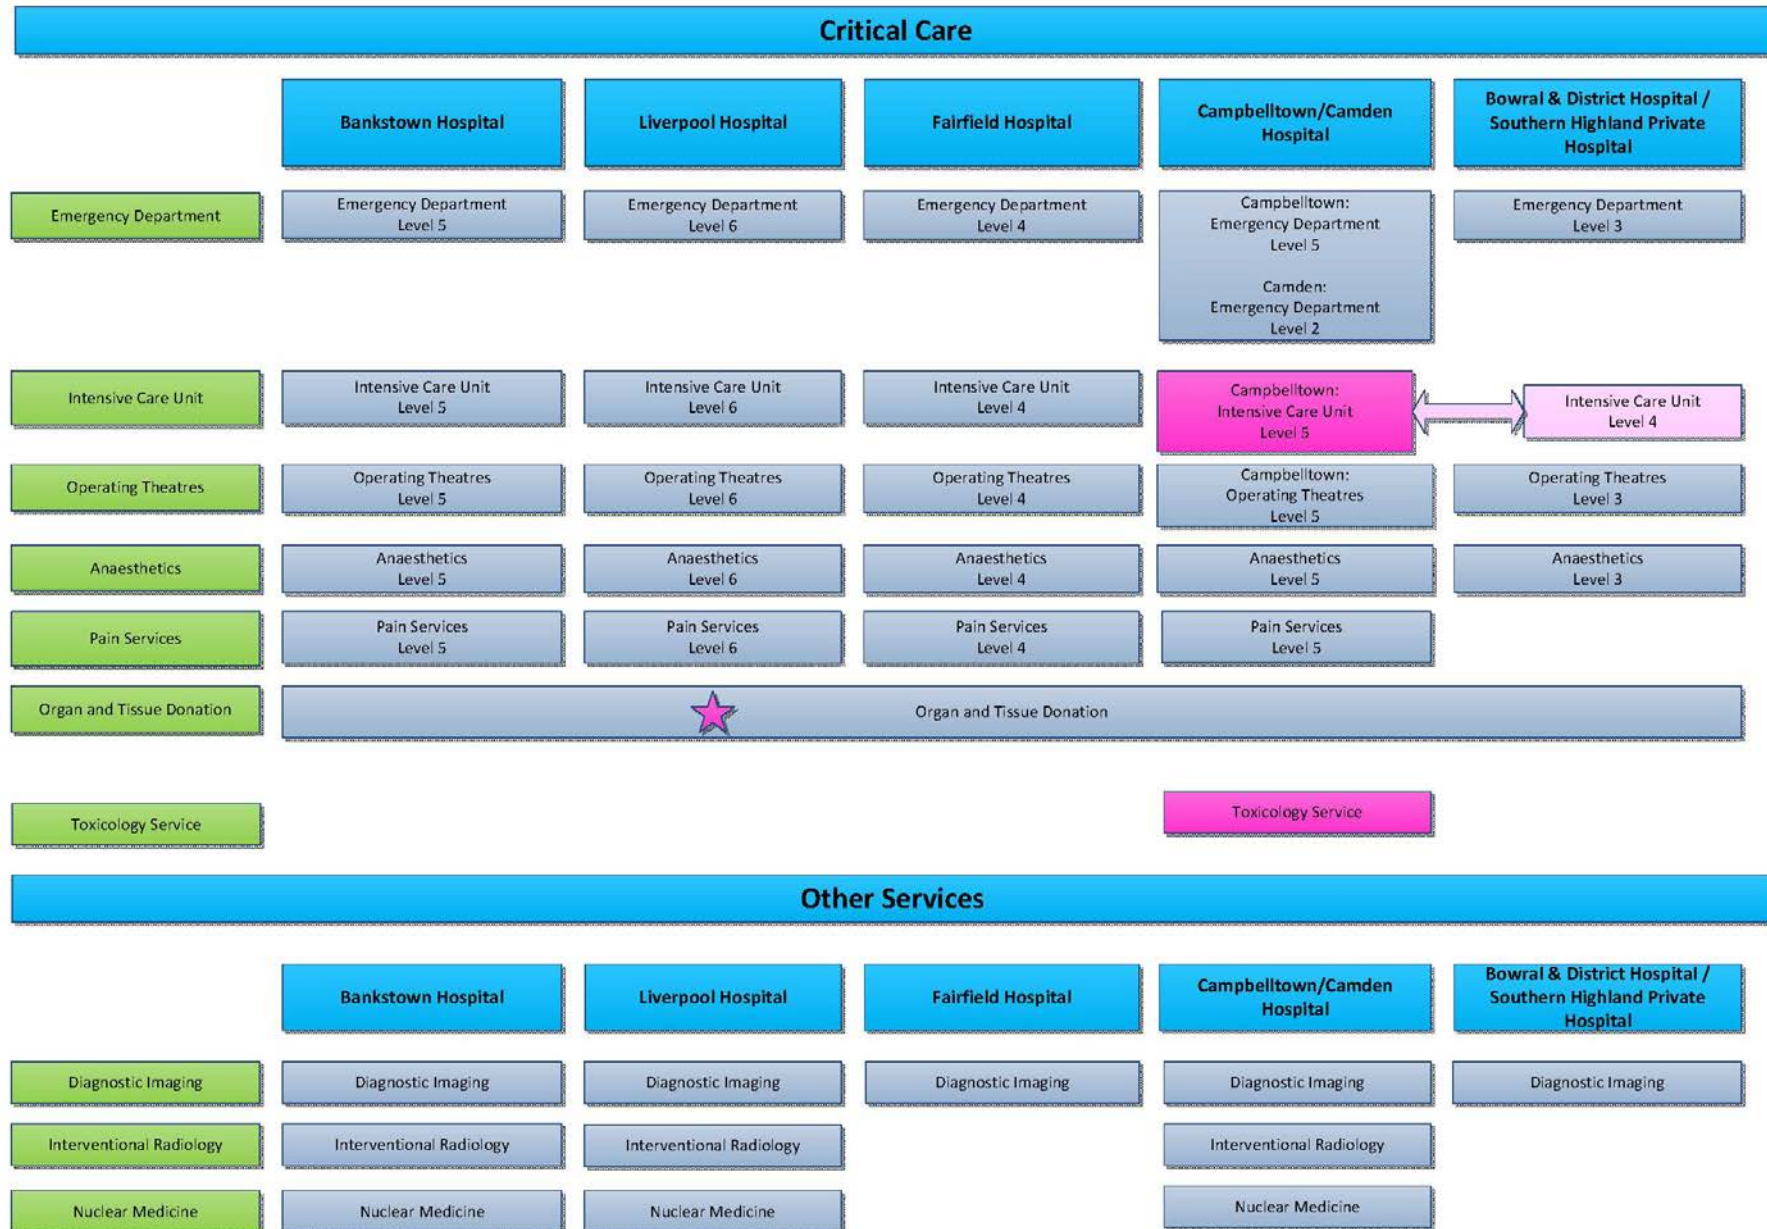 Critical Care
Bankstown Hospital
Liverpool Hospital
Fairfield Hospital
Campbelltown/Camden
Hospital
Bowral & District Hospital /
Southern Highland Private
Hospital
Emergency Department
Emergency Department
Level 5
Emergency Department
Level 6
Emergency Department
Level 4
Campbelltown:
Emergency Department
Level 5
Camden:
Emergency Department
Level 2
Emergency Department
Level 3
Intensive Care Unit
Intensive Care Unit
Level 5
Intensive Care Unit
Level 6
Intensive Care Unit
Level 4
Campbelltown:
Intensive Care Unit
Level 5
Intensive Care Unit
Level 4
Operating Theatres
Operating Theatres
Level 5
Operating Theatres
Level 6
Operating Theatres
Level 4
Campbelltown:
Operating Theatres
Level 5
Operating Theatres
Level 3
Anaesthetics
Anaesthetics
Level 5
Anaesthetics
Level 6
Anaesthetics
Level 4
Anaesthetics
Level 5
Anaesthetics
Level 3
Pain Services
Pain Services
Level 5
Pain Services
Level 6
Pain Services
Level 4
Pain Services
Level 5
Organ and Tissue Donation
Organ and Tissue Donation
Toxicology Service
Toxicology Service
Other Services
Bankstown Hospital
Liverpool Hospital
Fairfield Hospital
Campbelltown/Camden
Hospital
Bowral & District Hospital /
Southern Highland Private
Hospital
Diagnostic Imaging
Diagnostic Imaging
Diagnostic Imaging
Diagnostic Imaging
Diagnostic Imaging
Diagnostic Imaging
Interventional Radiology
Interventional Radiology
Interventional Radiology
Interventional Radiology
Nuclear Medicine
Nuclear Medicine
Nuclear Medicine
Nuclear Medicine